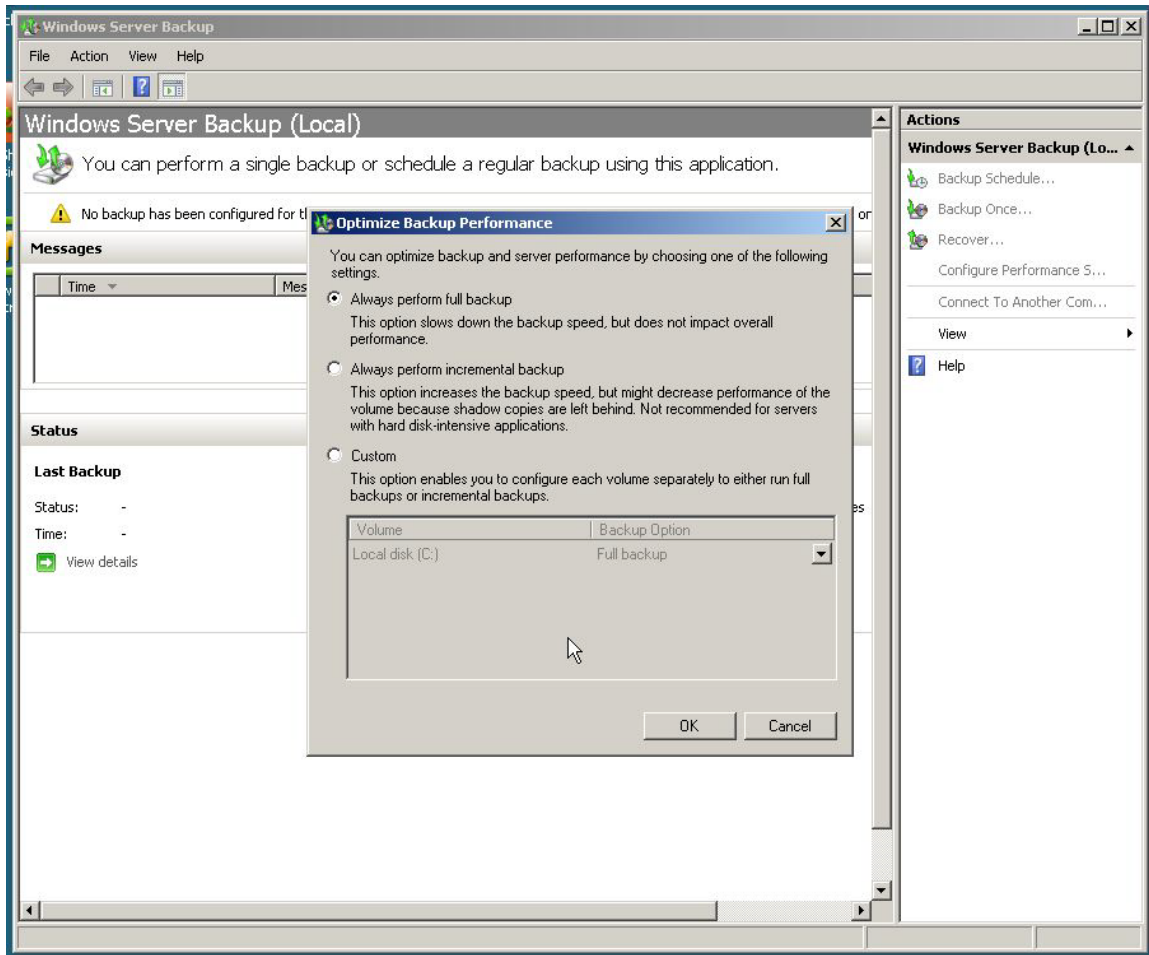 Windows Server Backup
File Action View Help
Windows Server Backup (Local)
You can perform a single backup or schedule a regular backup using this application.
No backup has been configured for
Messages
Time
Status
Last Backup
Status: -
Time: -
View details
Optimize Backup Performance
You can optimize backup and server performance by choosing one of the following
settings.
Always perform full backup
This option slows down the backup speed, but does not impact overall
performance.
Always perform incremental backup
This option increases the backup speed, but might decrease performance of the
volume because shadow copies are left behind. Not recommended for servers
with hard disk-intensive applications.
Custom
This option enables you to configure each volume separately to either run full
backups or incremental backups.
Volume Backup Option
Local disk (C:) Full backup
OK Cancel
Actions
Windows Server Backup (Lo...
Backup Schedule...
Backup Once...
Recover...
Configure Performance S...
Connect To Another Com...
View
Help